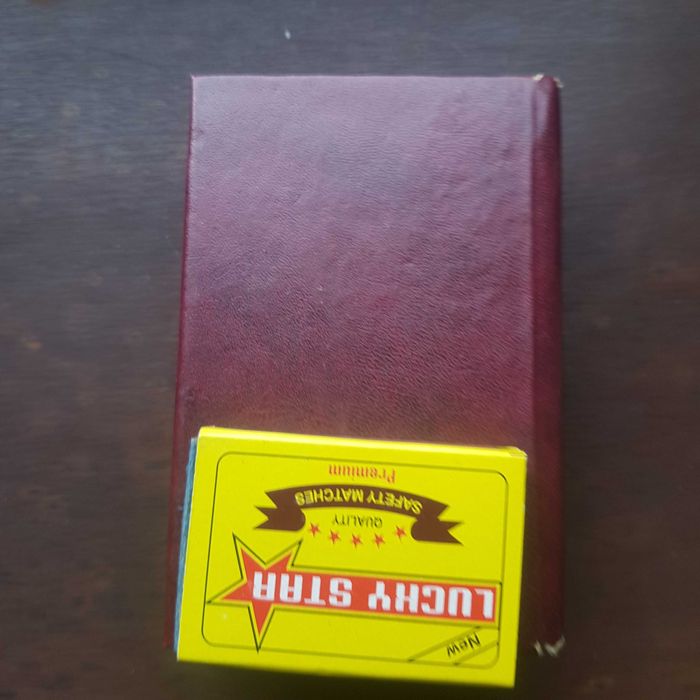 New
LUCKY STAR
QUALITY
SAFETY MATCHES
Premium